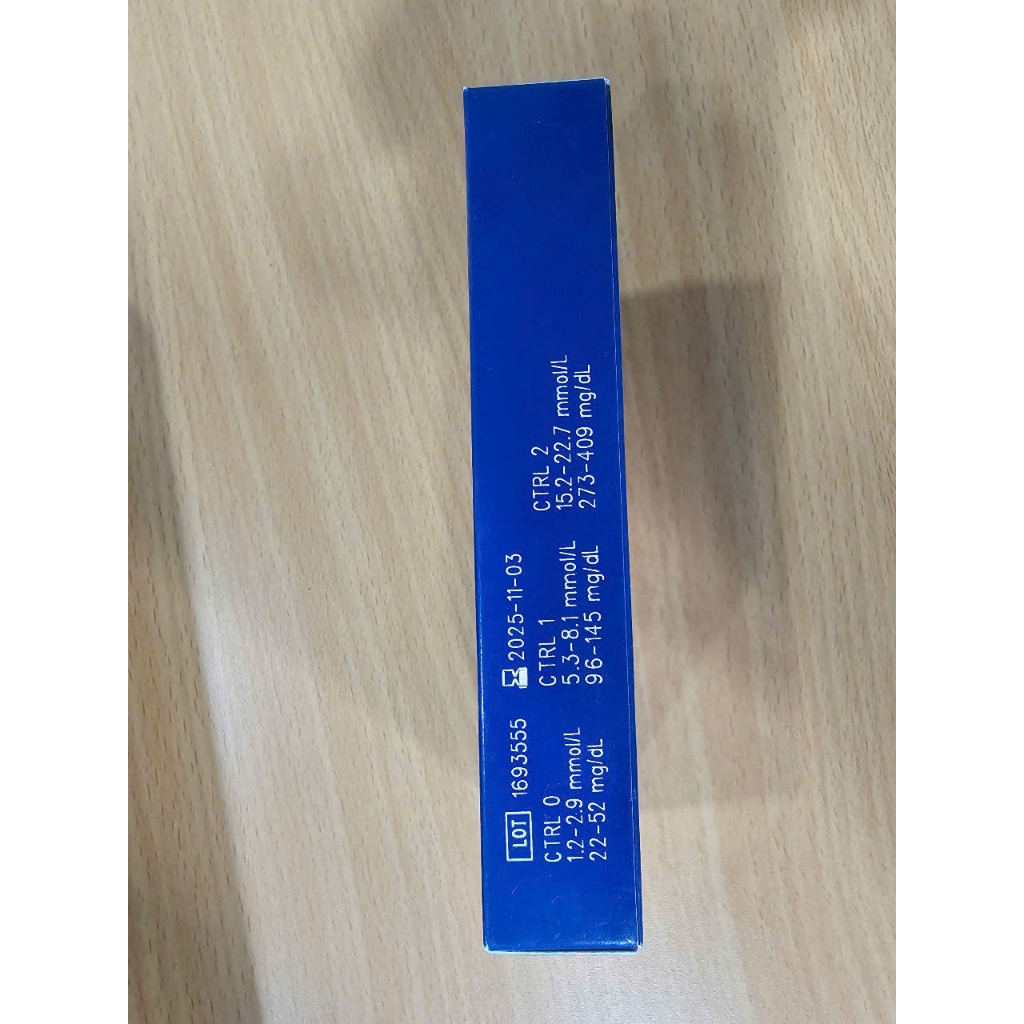 LOT 1693555 2025-11-03
CTRL 0 CTRL 1 CTRL 2
1.2-2.9 mmol/L 5.3-8.1 mmol/L 15.2-22.7 mmol/L
22-52 mg/dL 96-145 mg/dL 273-409 mg/dL